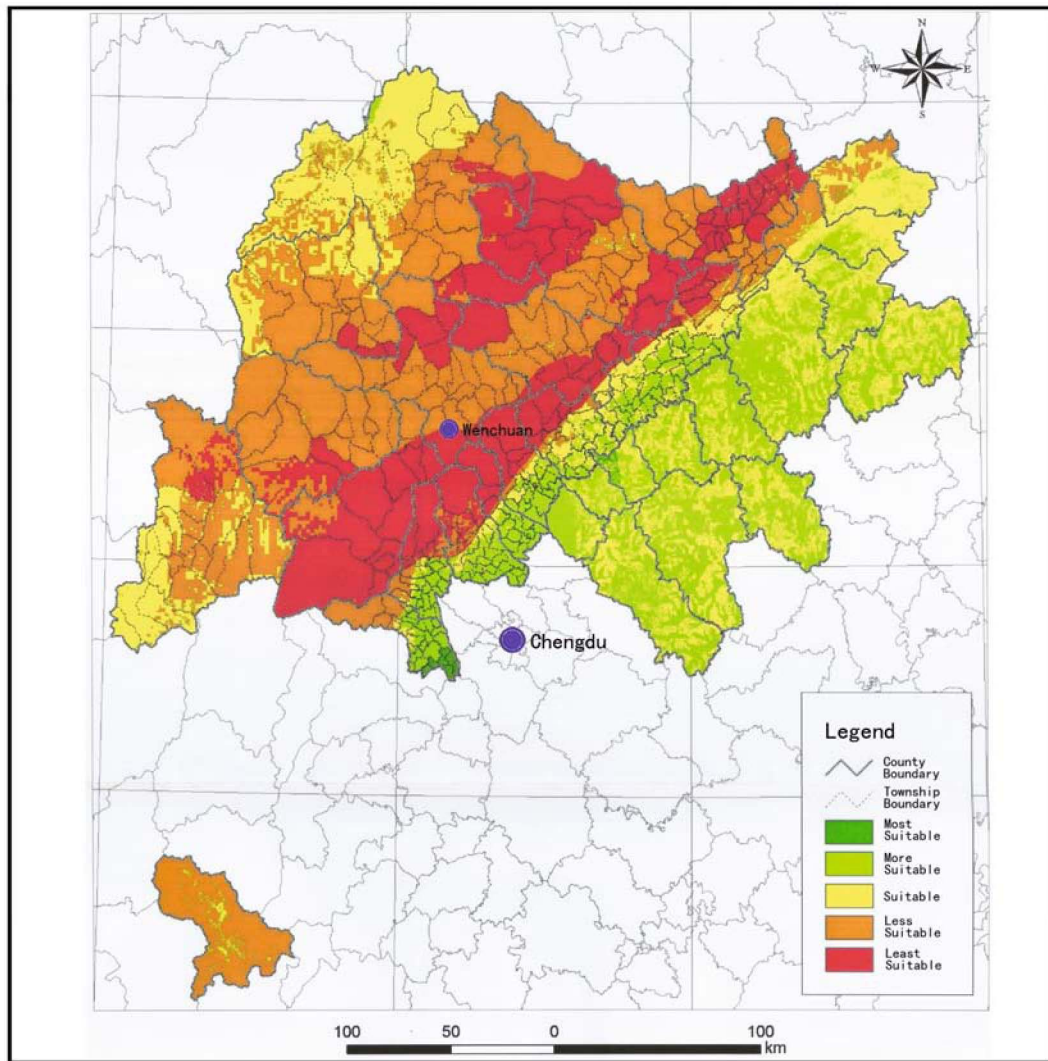 N
W
E
S
Wenchuan
Chengdu
Legend
County
Boundary
Township
Boundary
Most
Suitable
More
Suitable
Suitable
Less
Suitable
Least
Suitable
100 50 0 100
km